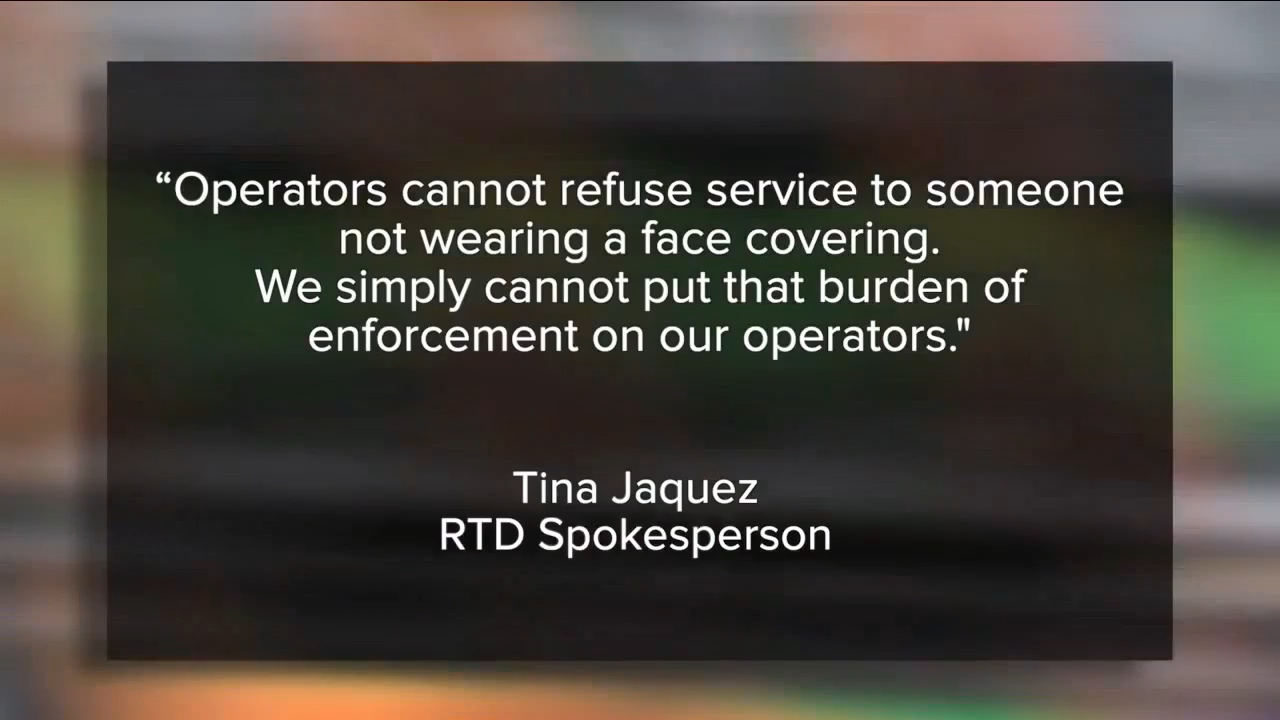 “Operators cannot refuse service to someone
not wearing a face covering.
We simply cannot put that burden of
enforcement on our operators."
Tina Jaquez
RTD Spokesperson